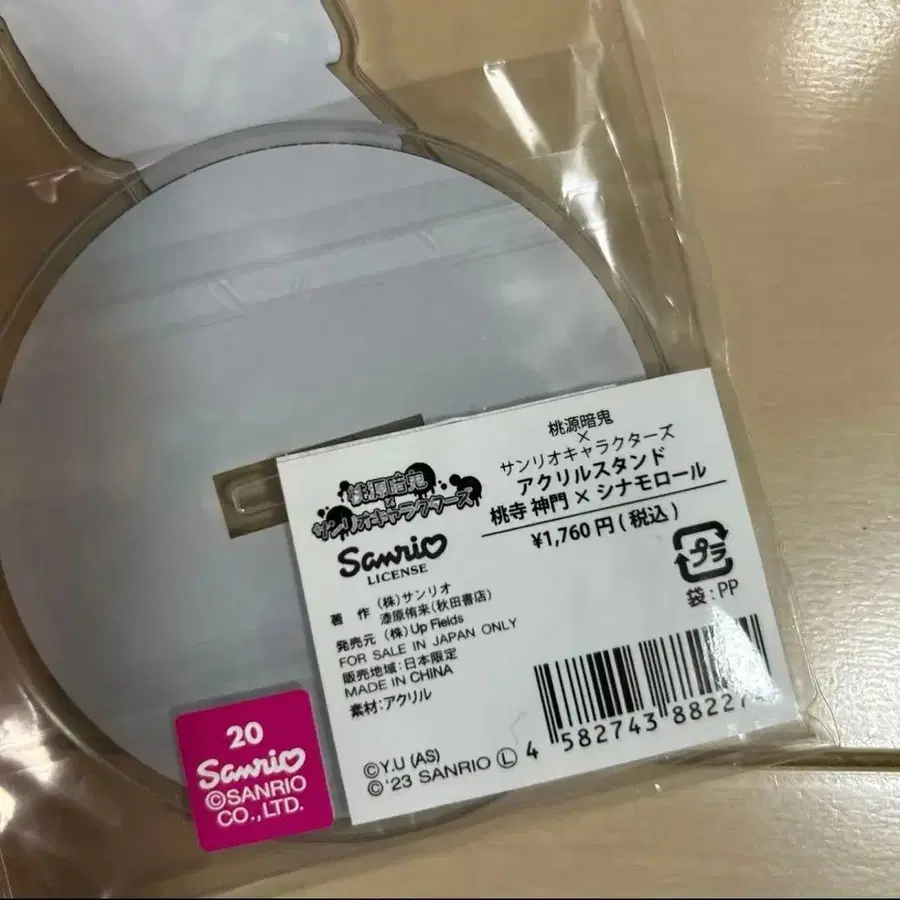 桃源暗鬼
×
サンリオキャラクターズ
アクリルスタンド
桃寺 神門 × シナモロール
¥1,760円(税込)
桃源暗鬼
×
サンリオキャラクターズ
Sanrio
LICENSE
著 作 (株)サンリオ
漆原侑来(秋田書店)
発売元 (株)Up Fields
FOR SALE IN JAPAN ONLY
販売地域:日本限定
MADE IN CHINA
素材:アクリル
プラ
袋:PP
©Y.U (AS)
©'23 SANRIO Ⓛ
4 582743 88227
20
Sanrio
©SANRIO
CO.,LTD.